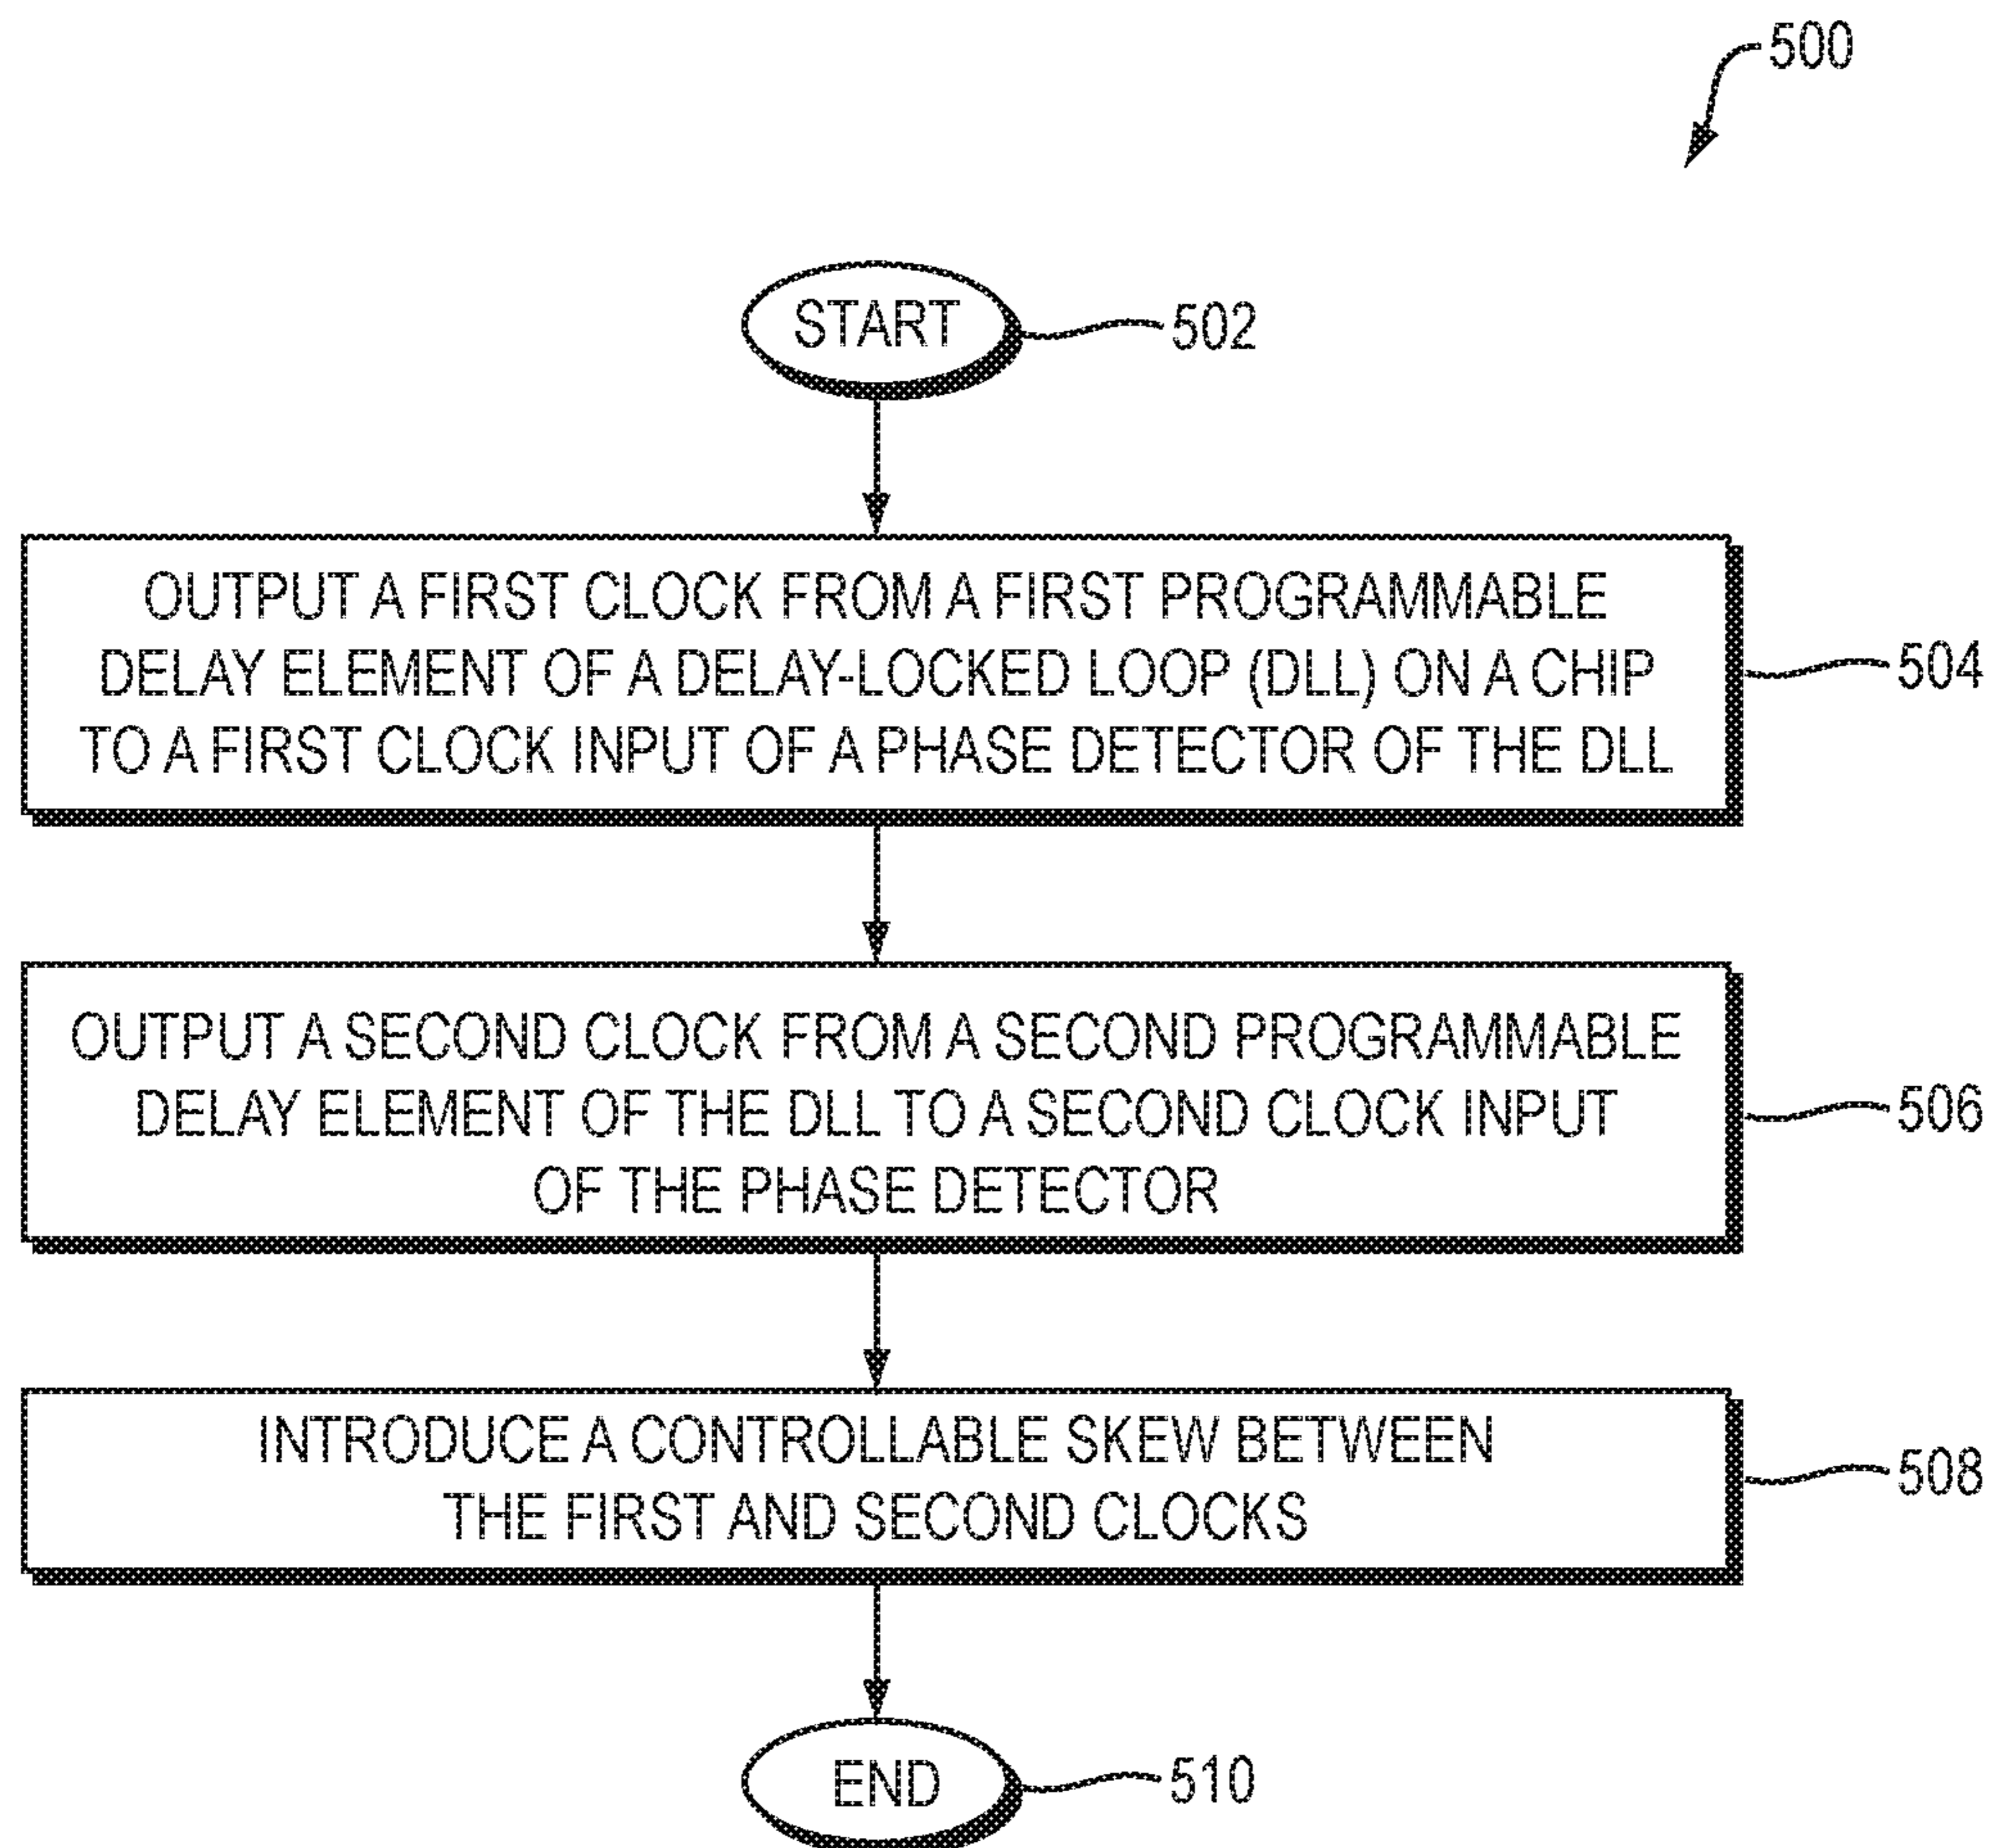 500
START
502
OUTPUT A FIRST CLOCK FROM A FIRST PROGRAMMABLE
DELAY ELEMENT OF A DELAY-LOCKED LOOP (DLL) ON A CHIP
TO A FIRST CLOCK INPUT OF A PHASE DETECTOR OF THE DLL
504
OUTPUT A SECOND CLOCK FROM A SECOND PROGRAMMABLE
DELAY ELEMENT OF THE DLL TO A SECOND CLOCK INPUT
OF THE PHASE DETECTOR
506
INTRODUCE A CONTROLLABLE SKEW BETWEEN
THE FIRST AND SECOND CLOCKS
508
END
510